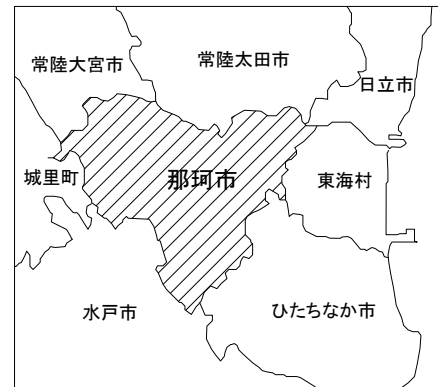 常陸大宮市
常陸太田市
日立市
城里町
那珂市
東海村
水戸市
ひたちなか市